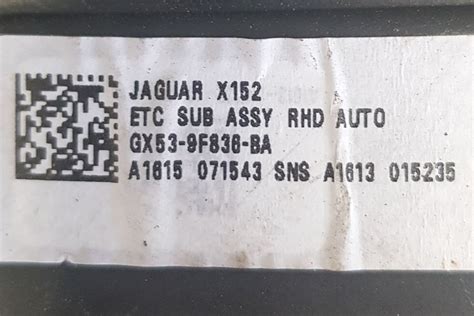 JAGUAR X152
ETC SUB ASSY RHD AUTO
GX53-9F836-BA
A1615 071543 SNS A1613 015235